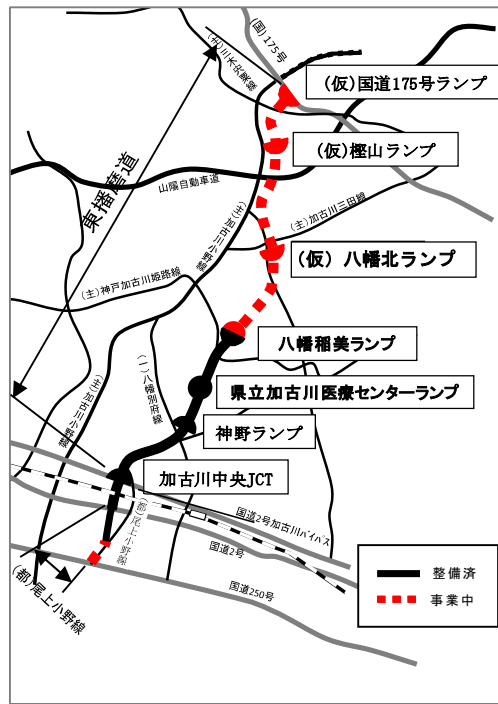 (国)175号
(主)三木宍粟線
(仮)国道175号ランプ
(仮)樫山ランプ
東播磨道
山陽自動車道
(主)加古川小野線
(主)加古川三田線
(仮) 八幡北ランプ
(主)神戸加古川姫路線
八幡稲美ランプ
(一)八幡別府線
県立加古川医療センターランプ
(主)加古川小野線
神野ランプ
加古川中央JCT
国道2号加古川バイパス
(都)尾上小野線
国道2号
国道250号
(都)尾上小野線
整備済
事業中